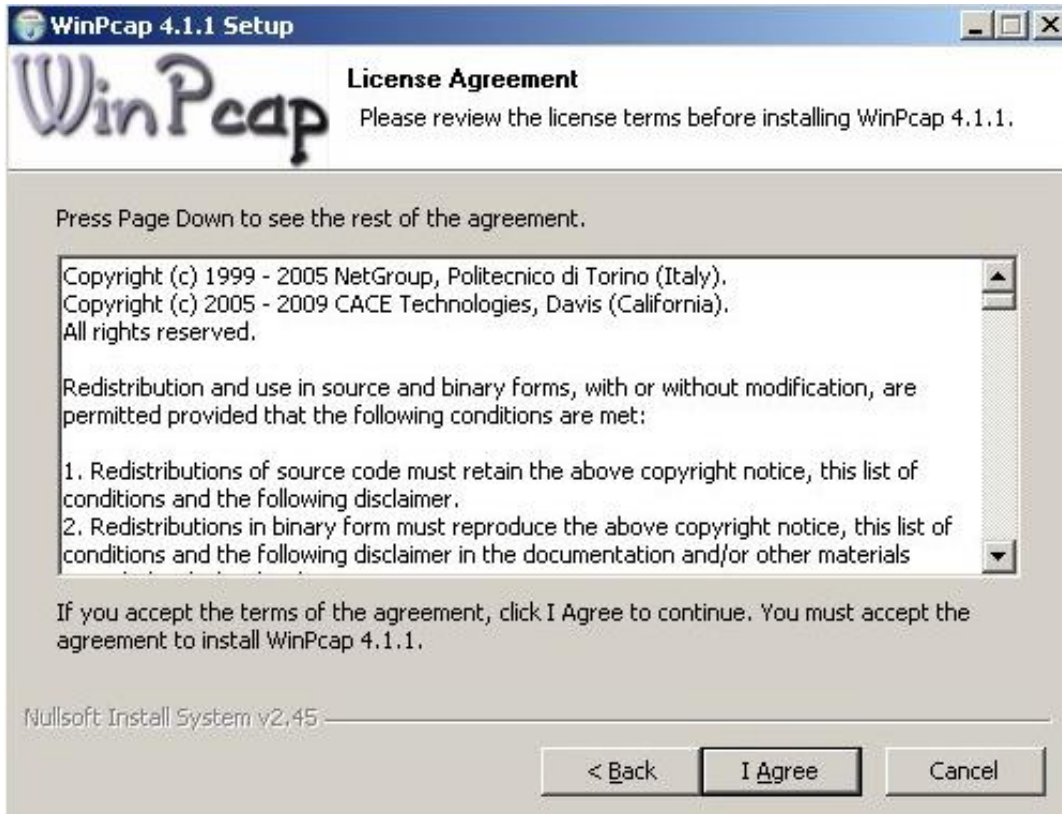 WinPcap 4.1.1 Setup
WinPcap
License Agreement
Please review the license terms before installing WinPcap 4.1.1.
Press Page Down to see the rest of the agreement.
Copyright (c) 1999 - 2005 NetGroup, Politecnico di Torino (Italy).
Copyright (c) 2005 - 2009 CACE Technologies, Davis (California).
All rights reserved.
Redistribution and use in source and binary forms, with or without modification, are
permitted provided that the following conditions are met:
1. Redistributions of source code must retain the above copyright notice, this list of
conditions and the following disclaimer.
2. Redistributions in binary form must reproduce the above copyright notice, this list of
conditions and the following disclaimer in the documentation and/or other materials
If you accept the terms of the agreement, click I Agree to continue. You must accept the
agreement to install WinPcap 4.1.1.
Nullsoft Install System v2.45
< Back
I Agree
Cancel